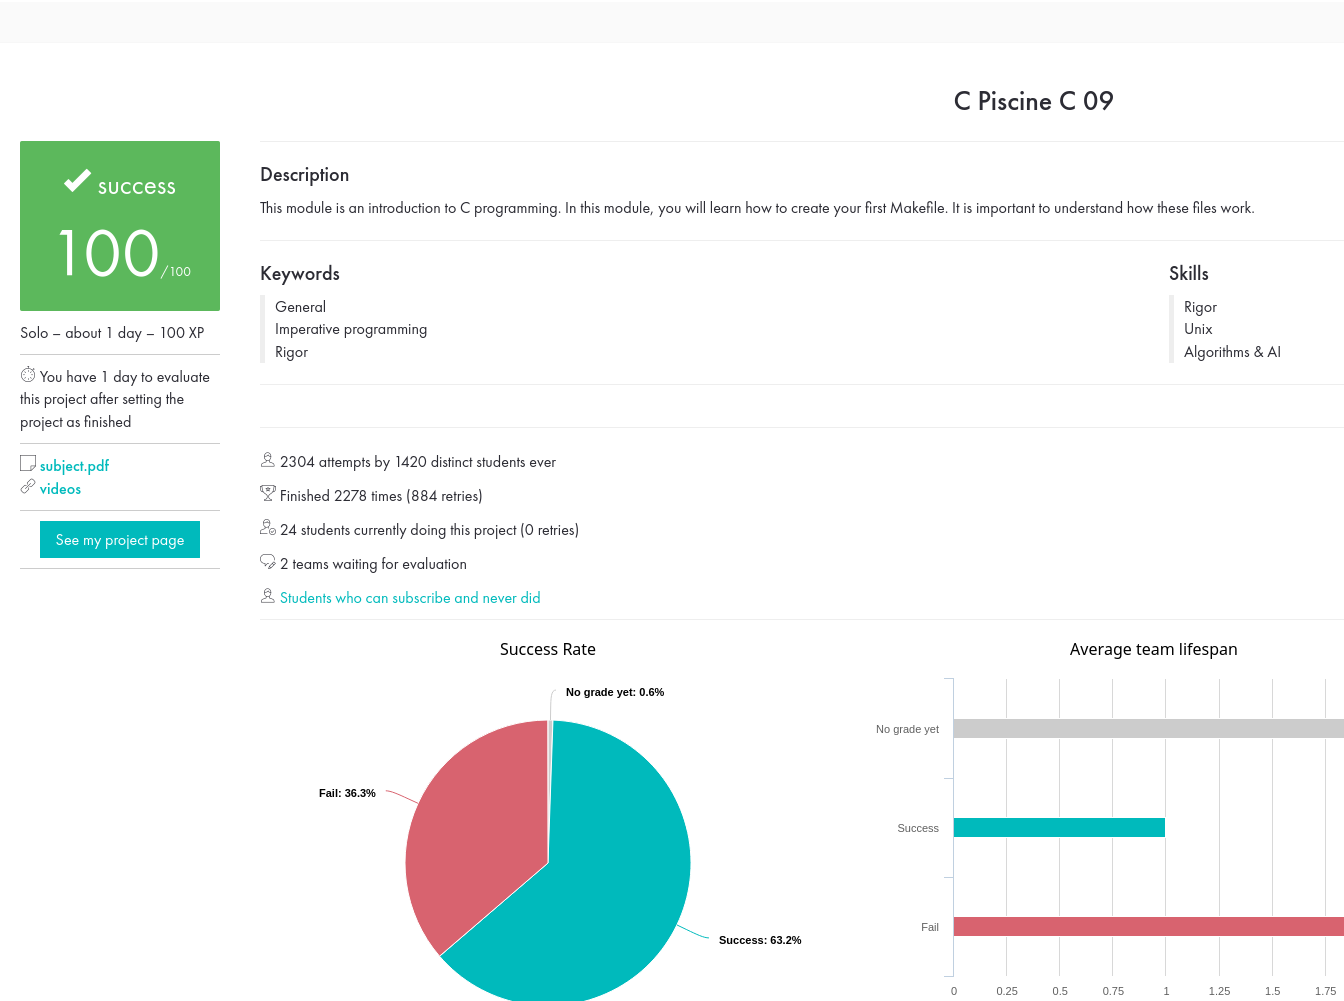 C Piscine C 09
success
100/100
Solo – about 1 day – 100 XP
You have 1 day to evaluate
this project after setting the
project as finished
subject.pdf
videos
See my project page
Description
This module is an introduction to C programming. In this module, you will learn how to create your first Makefile. It is important to understand how these files work.
Keywords
General
Imperative programming
Rigor
Skills
Rigor
Unix
Algorithms & AI
2304 attempts by 1420 distinct students ever
Finished 2278 times (884 retries)
24 students currently doing this project (0 retries)
2 teams waiting for evaluation
Students who can subscribe and never did
Success Rate
No grade yet: 0.6%
Fail: 36.3%
Success: 63.2%
Average team lifespan
No grade yet
Success
Fail
0 0.25 0.5 0.75 1 1.25 1.5 1.75